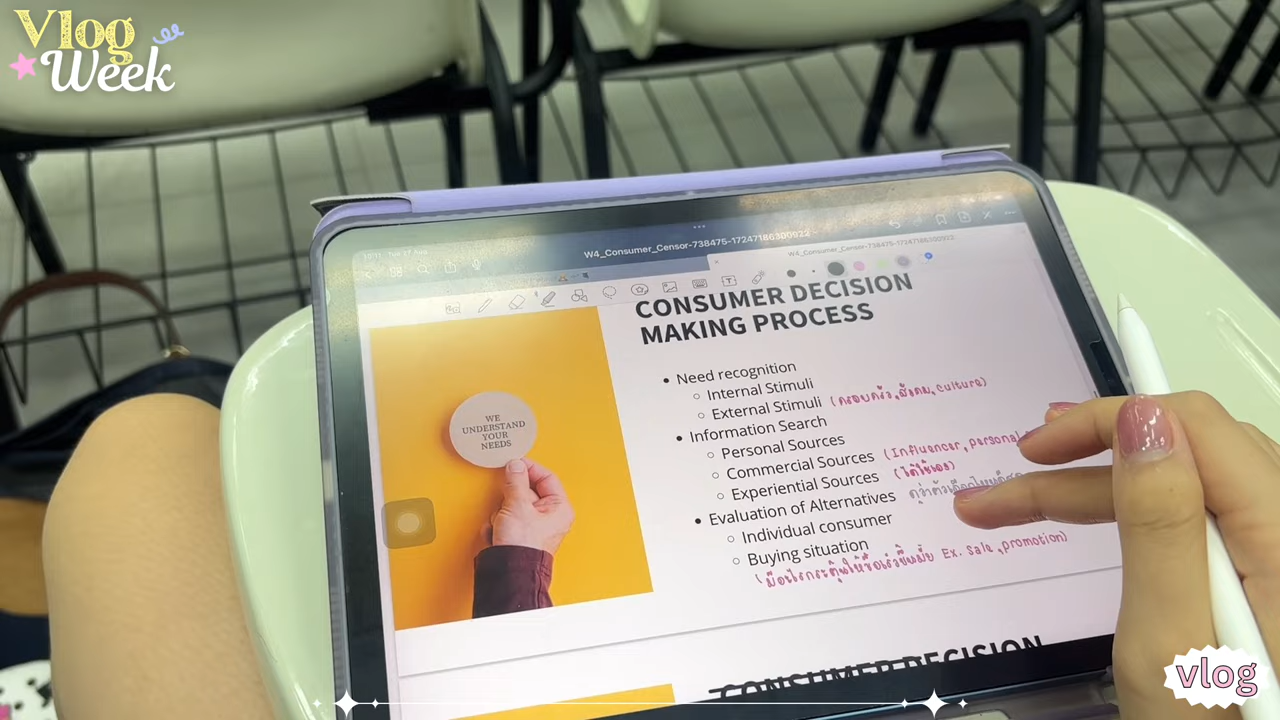 Vlog
Week
W4_Consumer_Censor-738475-17247186300922
W4_Consumer_Censor-738475-17247186300922
CONSUMER DECISION
MAKING PROCESS
WE
UNDERSTAND
YOUR
NEEDS
• Need recognition
○ Internal Stimuli
○ External Stimuli (ครอบครัว, สังคม, Culture)
• Information Search
○ Personal Sources
○ Commercial Sources (Influencer, Personal
○ Experiential Sources (ได้ใช้เอง)
• Evaluation of Alternatives
○ Individual consumer
○ Buying situation
(มีอะไรกระตุ้นให้ซื้อเร็วขึ้นมั้ย Ex. Sale, promotion)
CONSUMER DECISION
vlog